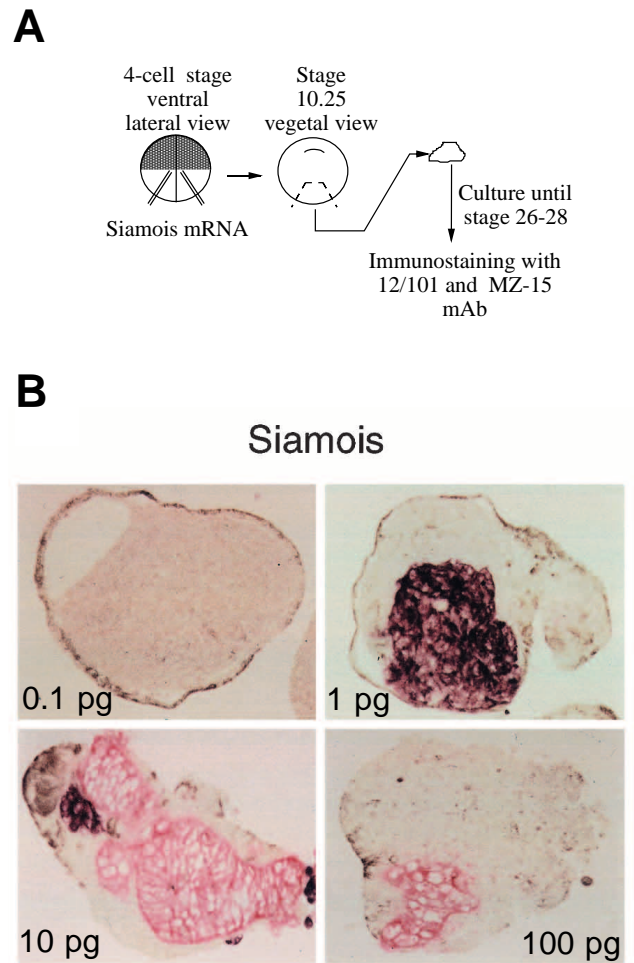 A
4-cell stage
ventral
lateral view
Stage
10.25
vegetal view
Siamois mRNA
Culture until
stage 26-28
Immunostaining with
12/101 and MZ-15
mAb
B
Siamois
0.1 pg
1 pg
10 pg
100 pg